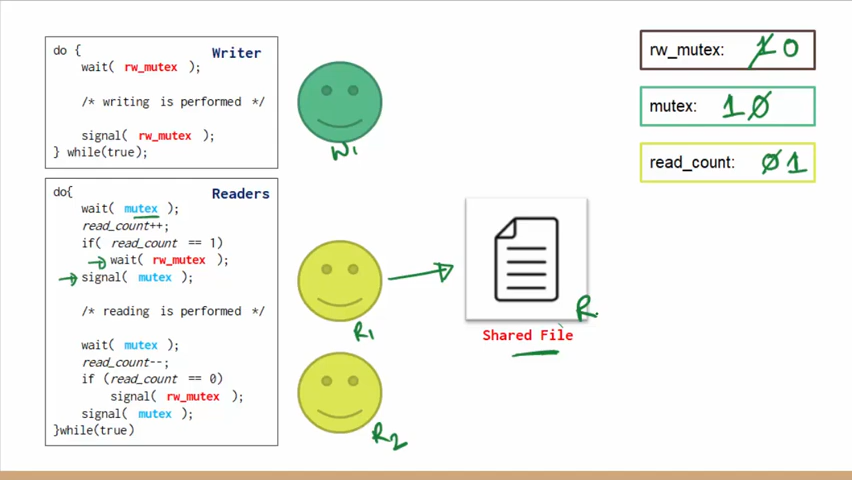 do {
Writer
wait( rw_mutex );
/* writing is performed */
signal( rw_mutex );
} while(true);
W1
rw_mutex: 1 0
mutex: 1 0
read_count: 0 1
do{
Readers
wait( mutex );
read_count++;
if( read_count == 1)
wait( rw_mutex );
signal( mutex );
/* reading is performed */
wait( mutex );
read_count--;
if (read_count == 0)
signal( rw_mutex );
signal( mutex );
}while(true)
R1
R2
R
Shared File